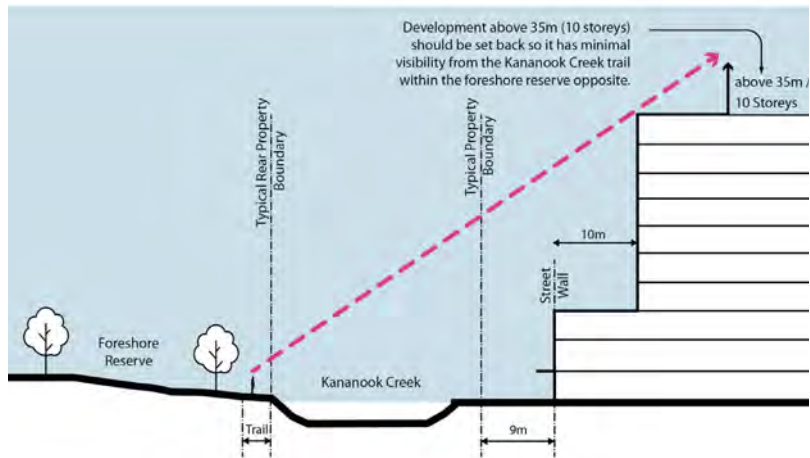 Development above 35m (10 storeys)
should be set back so it has minimal
visibility from the Kananook Creek trail
within the foreshore reserve opposite.
above 35m /
10 Storeys
Typical Rear Property
Boundary
Typical Property
Boundary
10m
Street
Wall
Foreshore
Reserve
Kananook Creek
Trail
9m